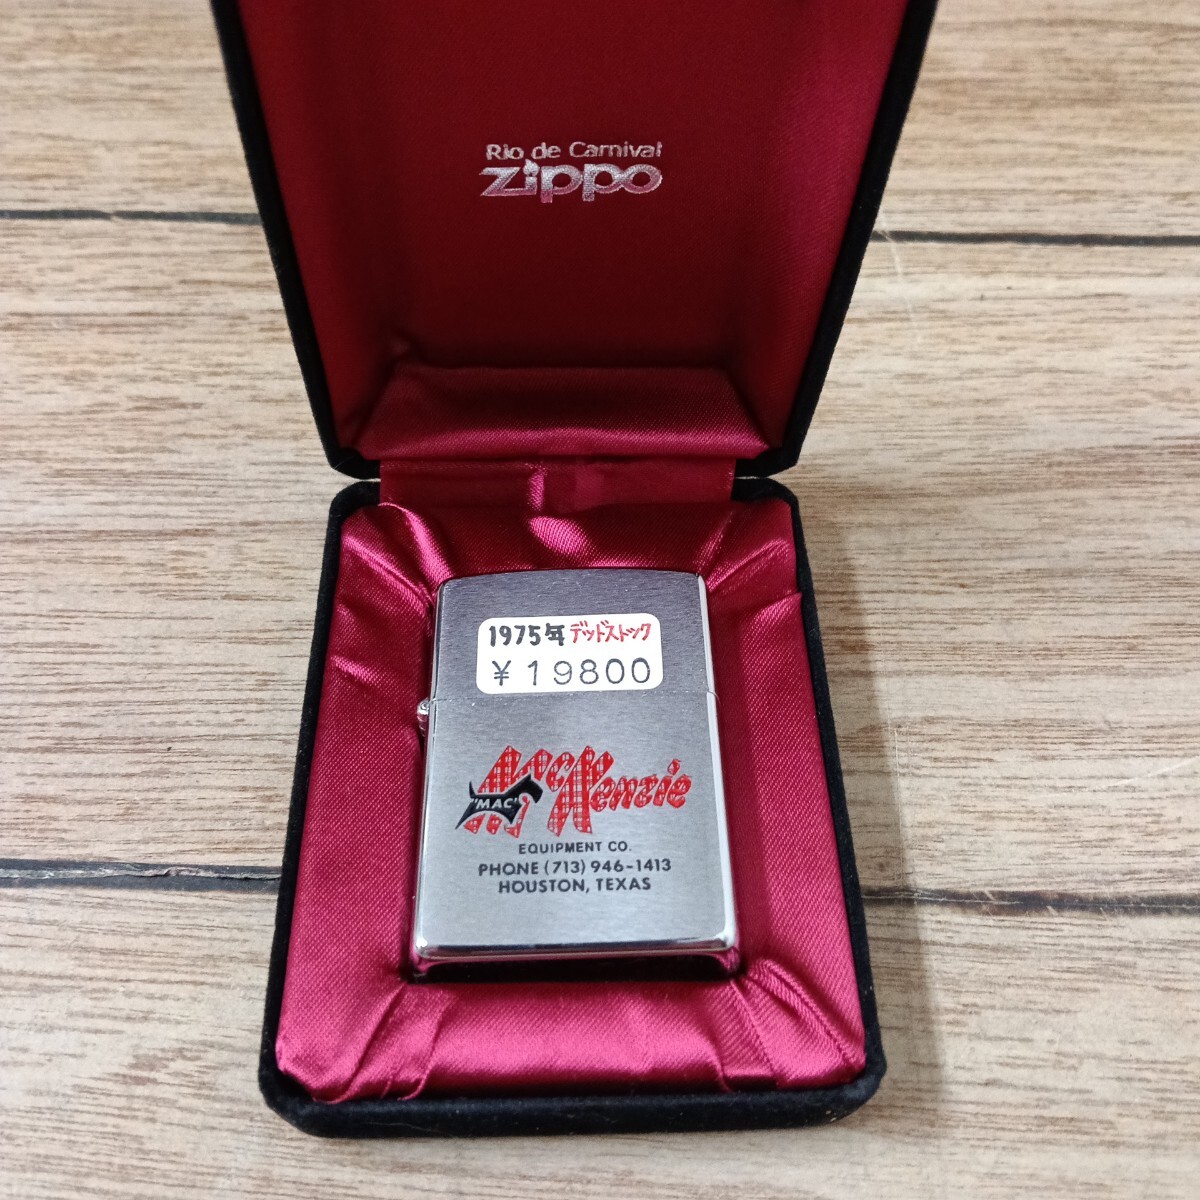 Rio de Carnival
Zippo
1975年 デッドストック
¥19800
MacKenzie
"MAC"
EQUIPMENT CO.
PHONE (713) 946-1413
HOUSTON, TEXAS